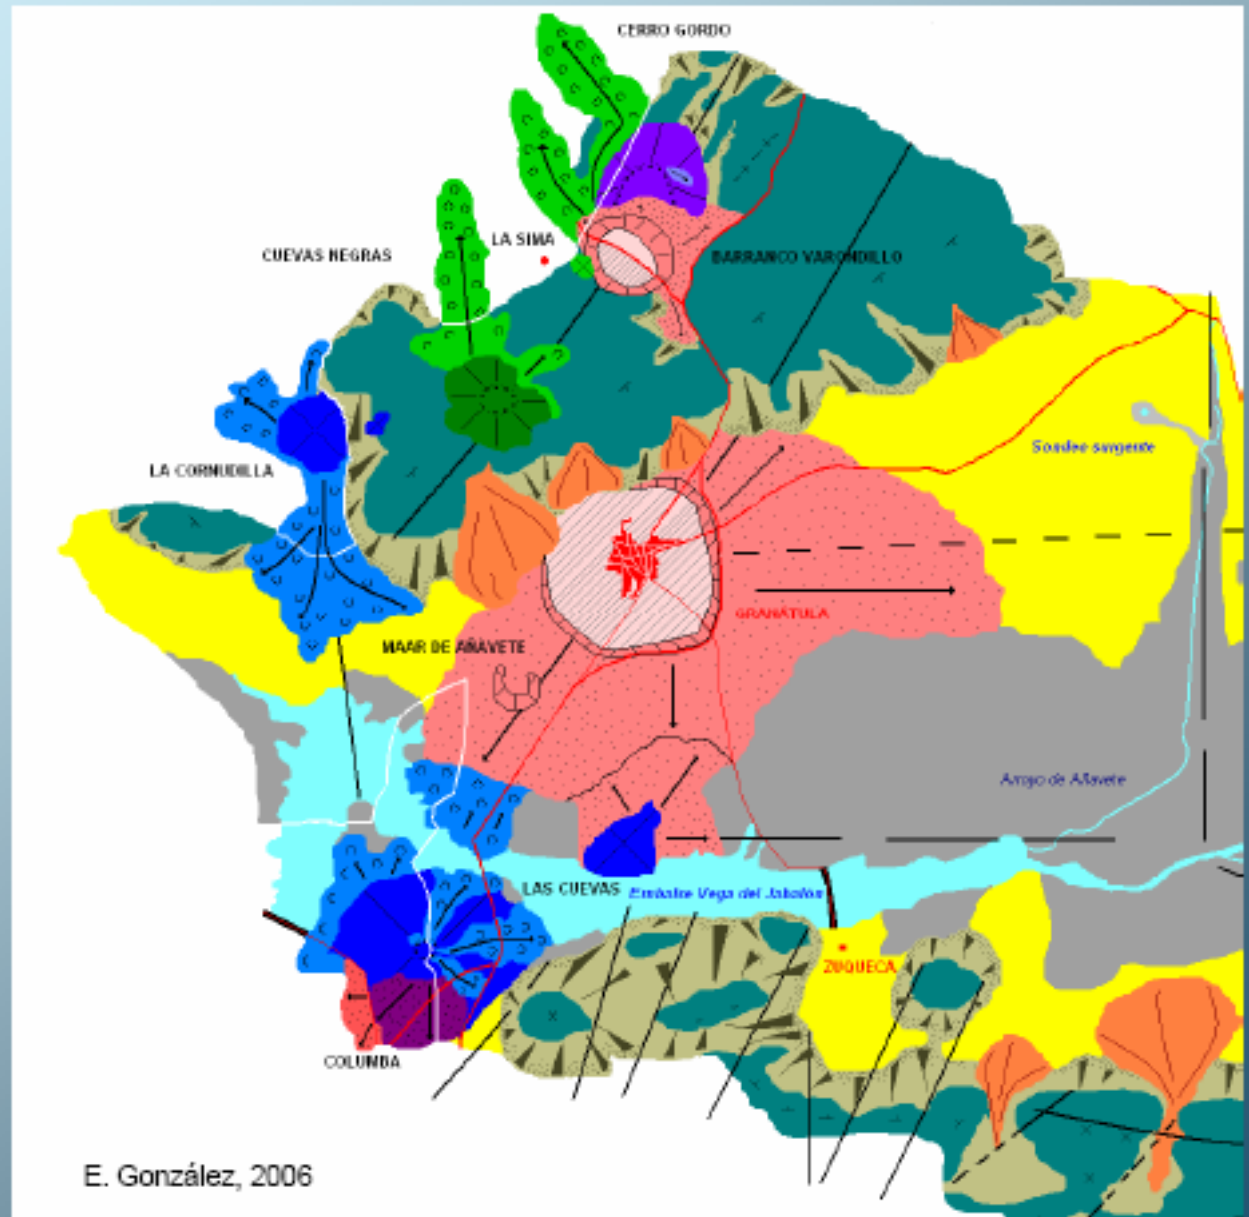 CERRO GORDO
LA SIMA
CUEVAS NEGRAS
BARRANCO VARONDILLO
Sondeo surgente
LA CORNUDILLA
GRANÁTULA
MAAR DE AÑAVETE
Arroyo de Añavete
LAS CUEVAS
Embalse Vega del Jabalón
ZUQUECA
COLUMBA
E. González, 2006